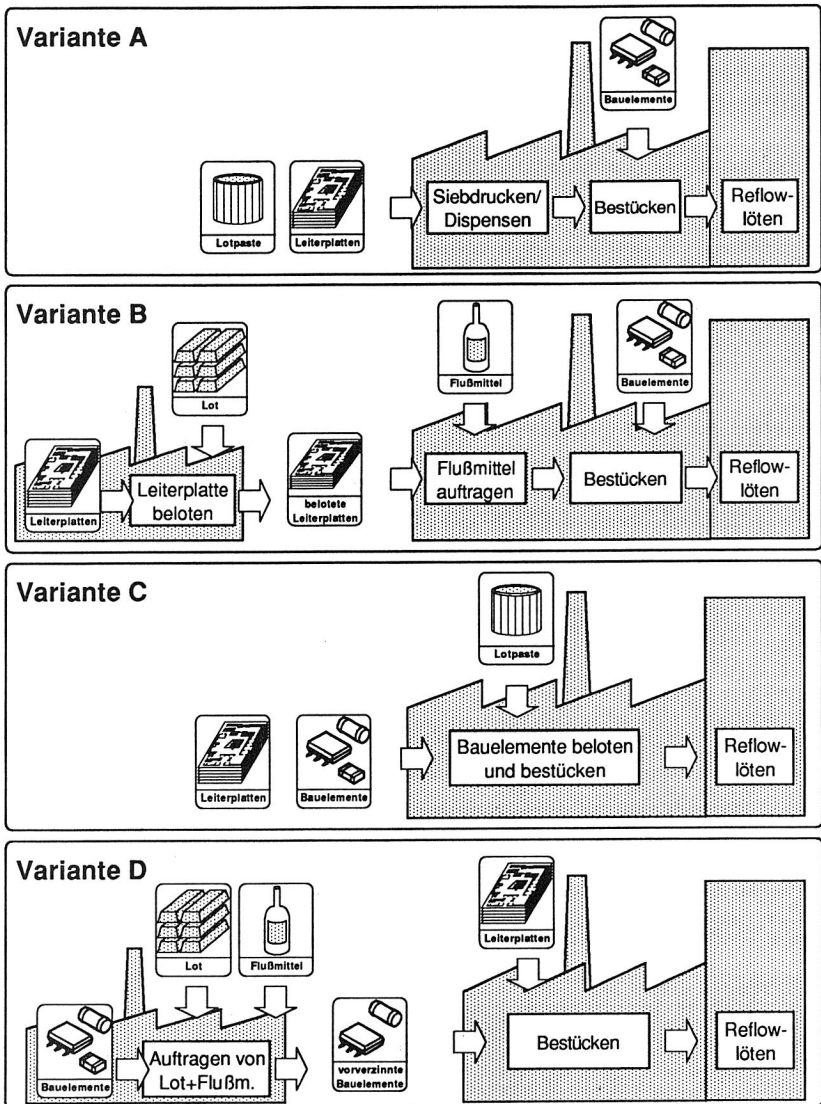 Variante A
Bauelemente
Lotpaste
Leiterplatten
Siebdrucken/
Dispensen
Bestücken
Reflow-
löten
Variante B
Lot
Flußmittel
Bauelemente
Leiterplatten
Leiterplatte
beloten
belotete
Leiterplatten
Flußmittel
auftragen
Bestücken
Reflow-
löten
Variante C
Lotpaste
Leiterplatten
Bauelemente
Bauelemente beloten
und bestücken
Reflow-
löten
Variante D
Lot
Flußmittel
Leiterplatten
Bauelemente
Auftragen von
Lot+Flußm.
vorverzinnte
Bauelemente
Bestücken
Reflow-
löten